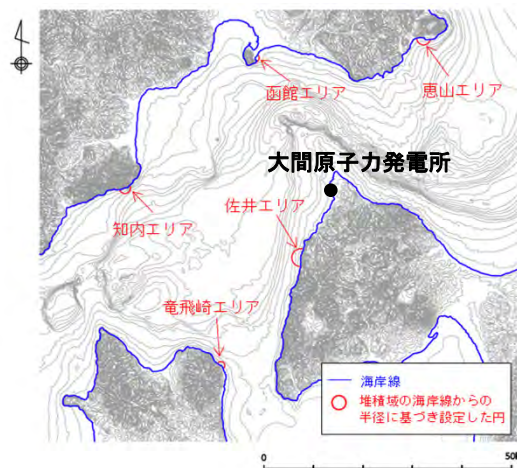 函館エリア
恵山エリア
大間原子力発電所
佐井エリア
知内エリア
竜飛崎エリア
海岸線
堆積域の海岸線からの
半径に基づき設定した円
0